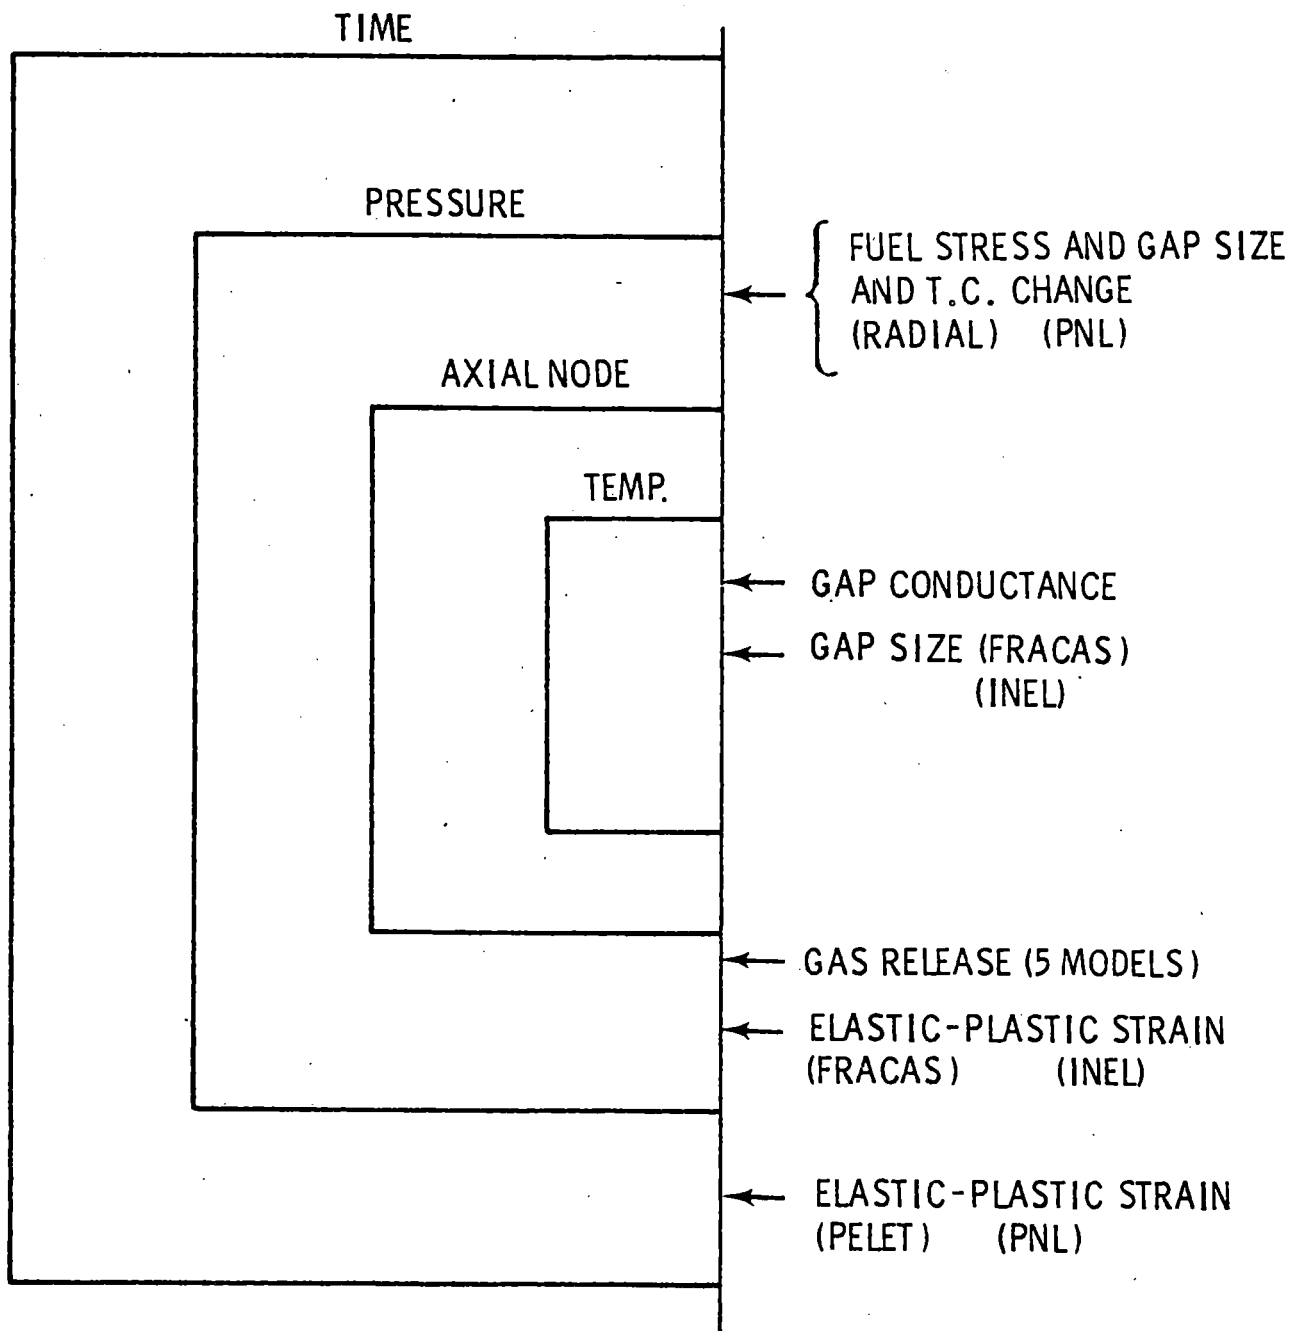 TIME
PRESSURE
FUEL STRESS AND GAP SIZE
AND T.C. CHANGE
(RADIAL) (PNL)
AXIAL NODE
TEMP.
GAP CONDUCTANCE
GAP SIZE (FRACAS)
(INEL)
GAS RELEASE (5 MODELS)
ELASTIC-PLASTIC STRAIN
(FRACAS) (INEL)
ELASTIC-PLASTIC STRAIN
(PELET) (PNL)